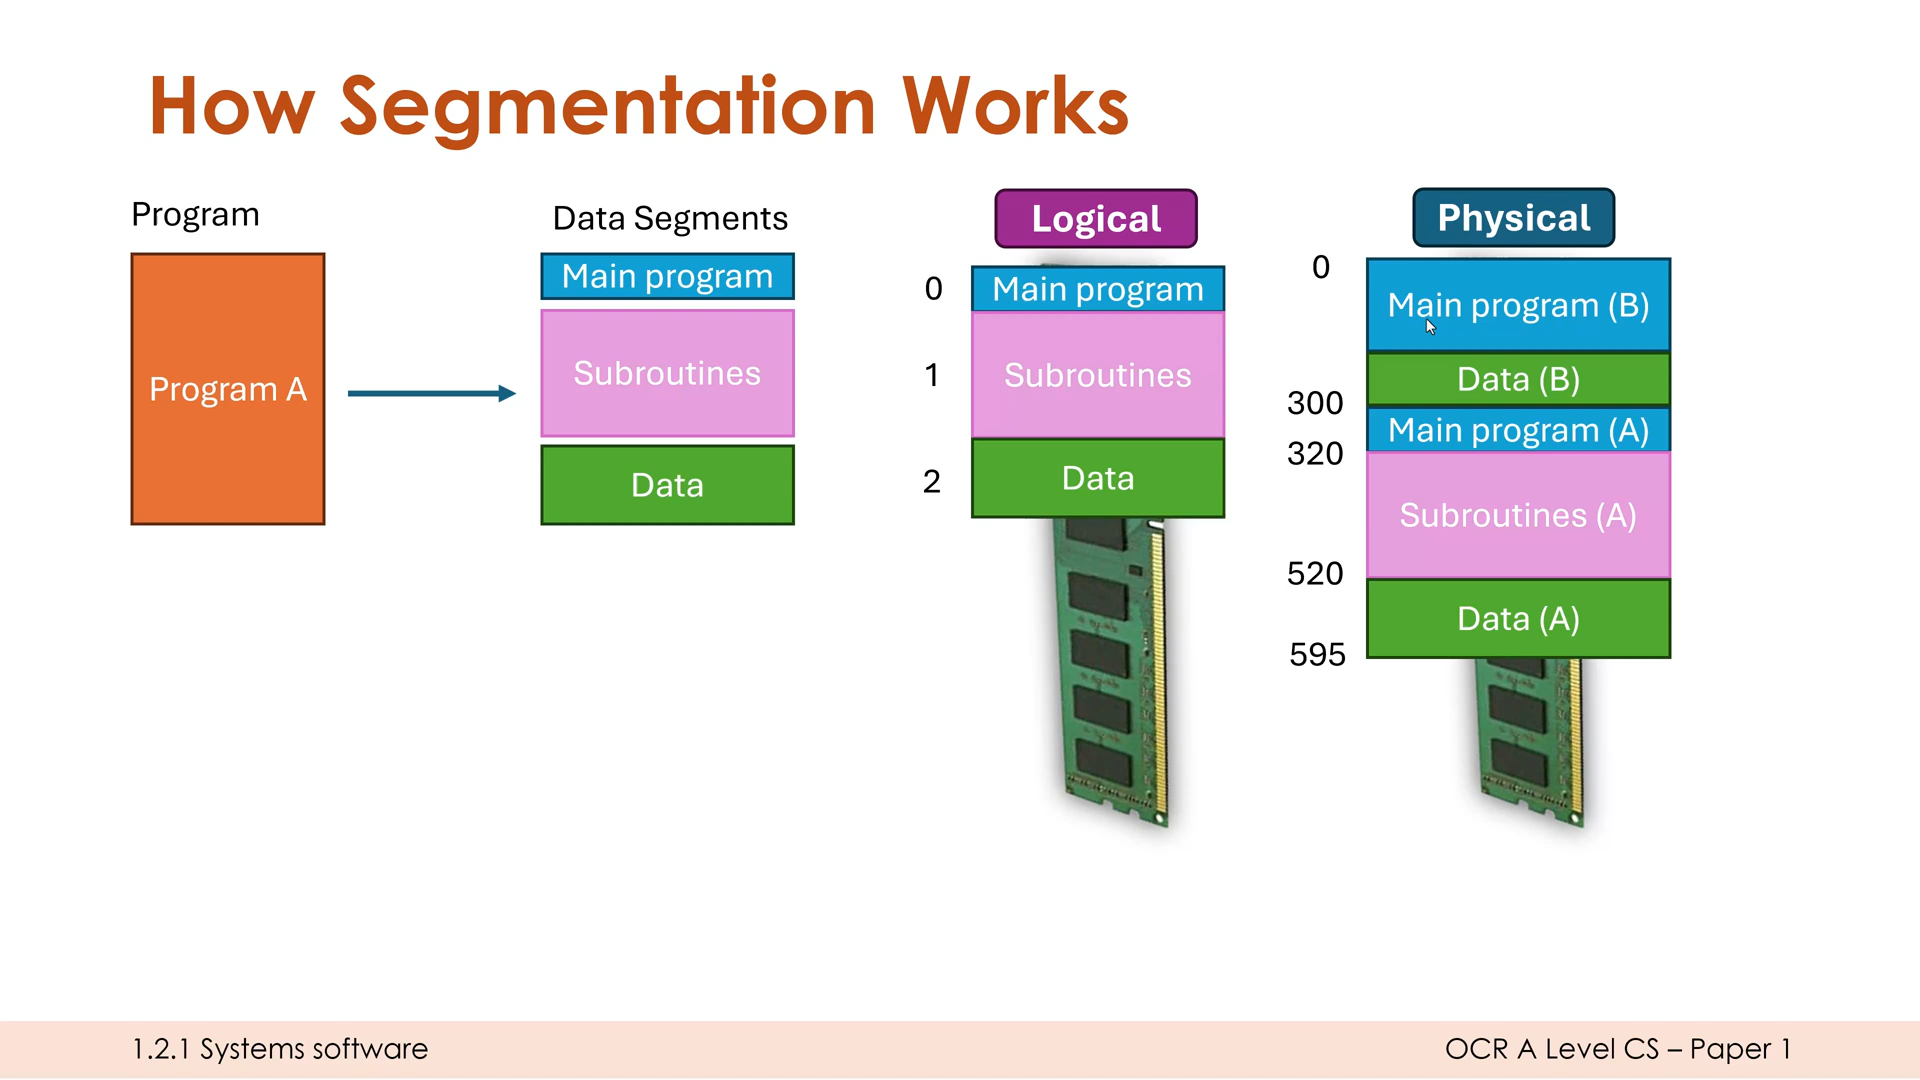 How Segmentation Works
Program
Program A
Data Segments
Main program
Subroutines
Data
Logical
0
Main program
1
Subroutines
2
Data
Physical
0
Main program (B)
Data (B)
300
Main program (A)
320
Subroutines (A)
520
Data (A)
595
1.2.1 Systems software
OCR A Level CS – Paper 1